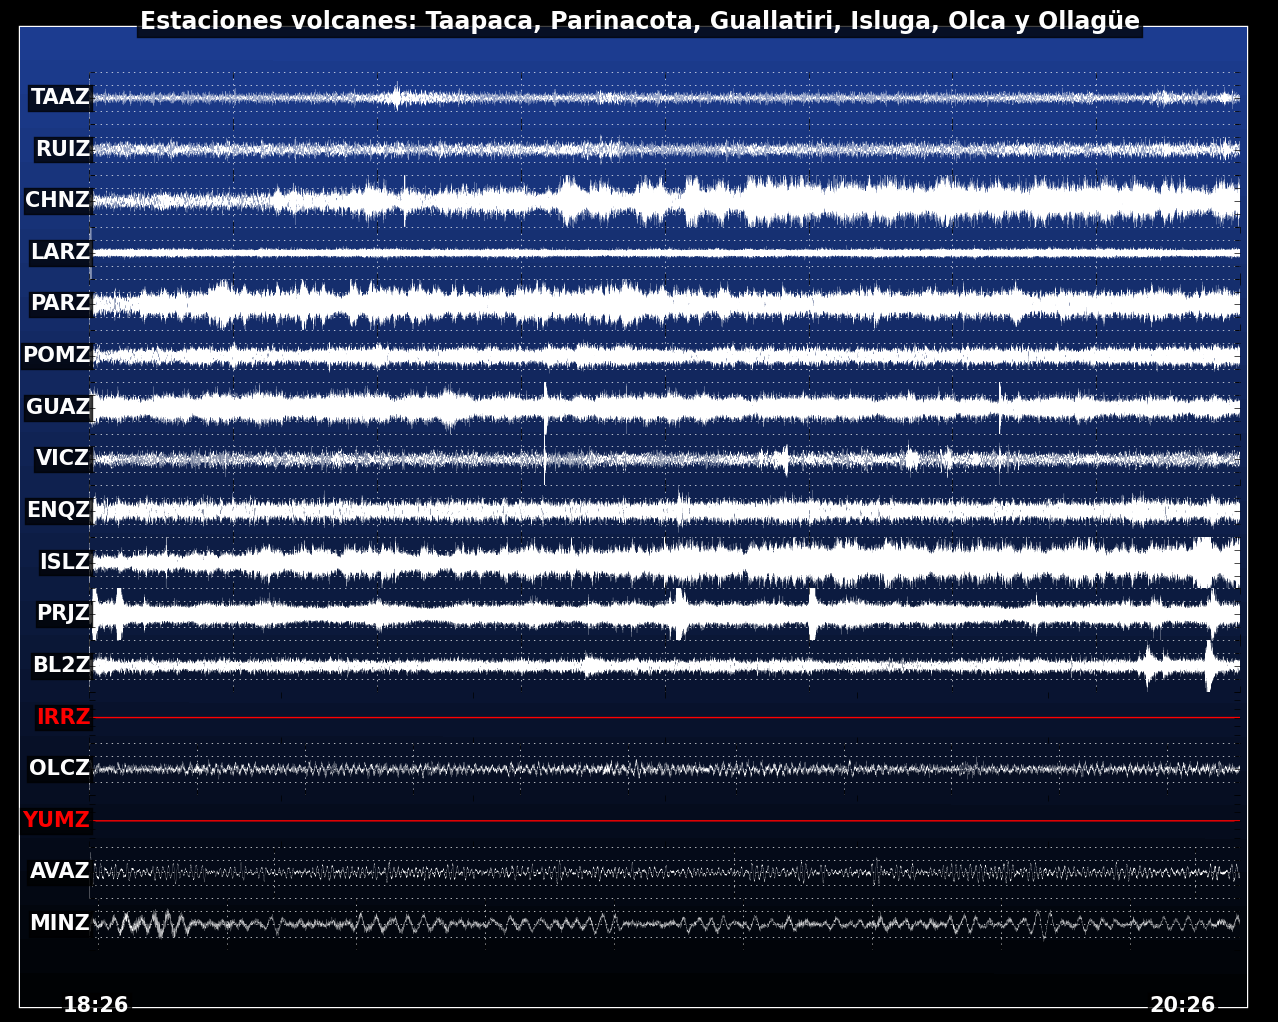 Estaciones volcanes: Taapaca, Parinacota, Guallatiri, Isluga, Olca y Ollagüe
TAAZ
RUIZ
CHNZ
LARZ
PARZ
POMZ
GUAZ
VICZ
ENQZ
ISLZ
PRJZ
BL2Z
IRRZ
OLCZ
YUMZ
AVAZ
MINZ
18:26 20:26